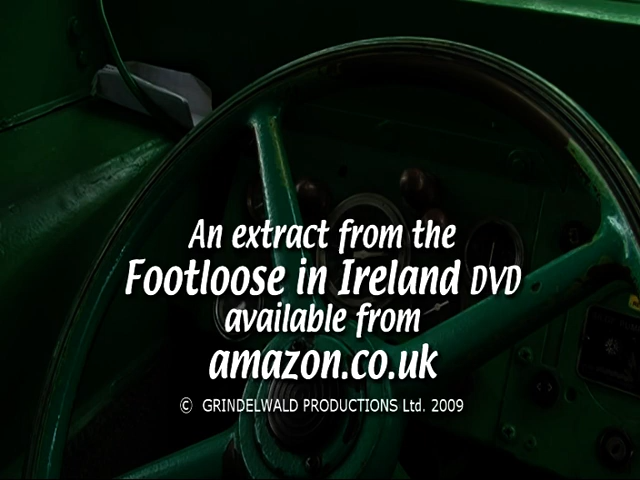 An extract from the
Footloose in Ireland DVD
available from
amazon.co.uk
© GRINDELWALD PRODUCTIONS Ltd. 2009